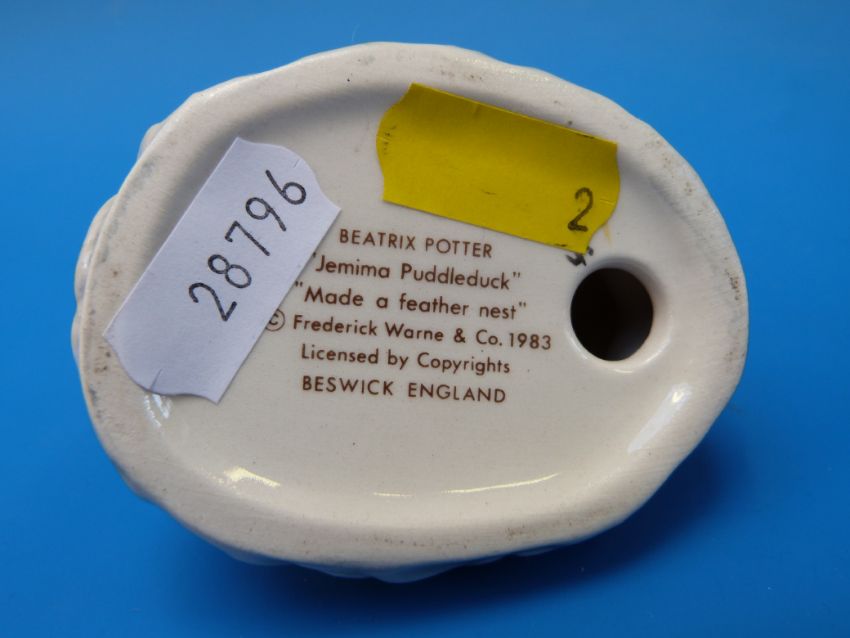 28796
2
BEATRIX POTTER
"Jemima Puddleduck"
"Made a feather nest"
© Frederick Warne & Co. 1983
Licensed by Copyrights
BESWICK ENGLAND